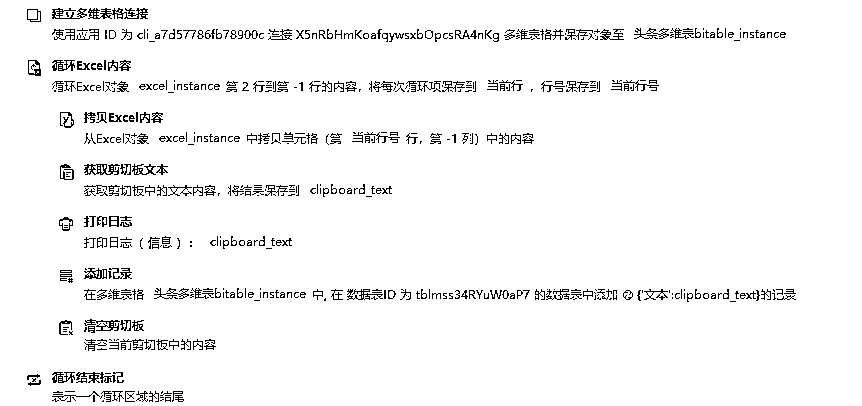 建立多维表格连接
使用应用 ID 为 cli_a7d57786fb78900c 连接 X5nRbHmKoafqywsxbOpcsRA4nKg 多维表格并保存对象至 头条多维表bitable_instance
循环Excel内容
循环Excel对象 excel_instance 第 2 行到第 -1 行的内容，将每次循环项保存到 当前行 ，行号保存到 当前行号
拷贝Excel内容
从Excel对象 excel_instance 中拷贝单元格（第 当前行号 行，第 -1 列）中的内容
获取剪切板文本
获取剪切板中的文本内容，将结果保存到 clipboard_text
打印日志
打印日志（ 信息 ）： clipboard_text
添加记录
在多维表格 头条多维表bitable_instance 中, 在 数据表ID 为 tblmss34RYuW0aP7 的数据表中添加 {'文本':clipboard_text}的记录
清空剪切板
清空当前剪切板中的内容
循环结束标记
表示一个循环区域的结尾